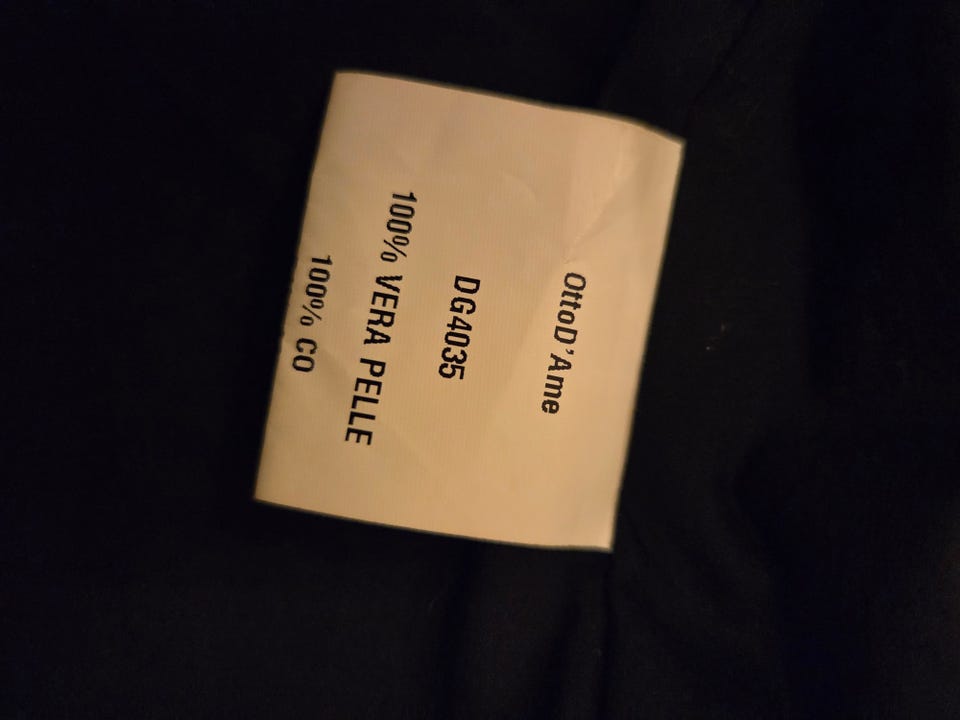 OttoD'Ame
DG4035
100% VERA PELLE
100% CO